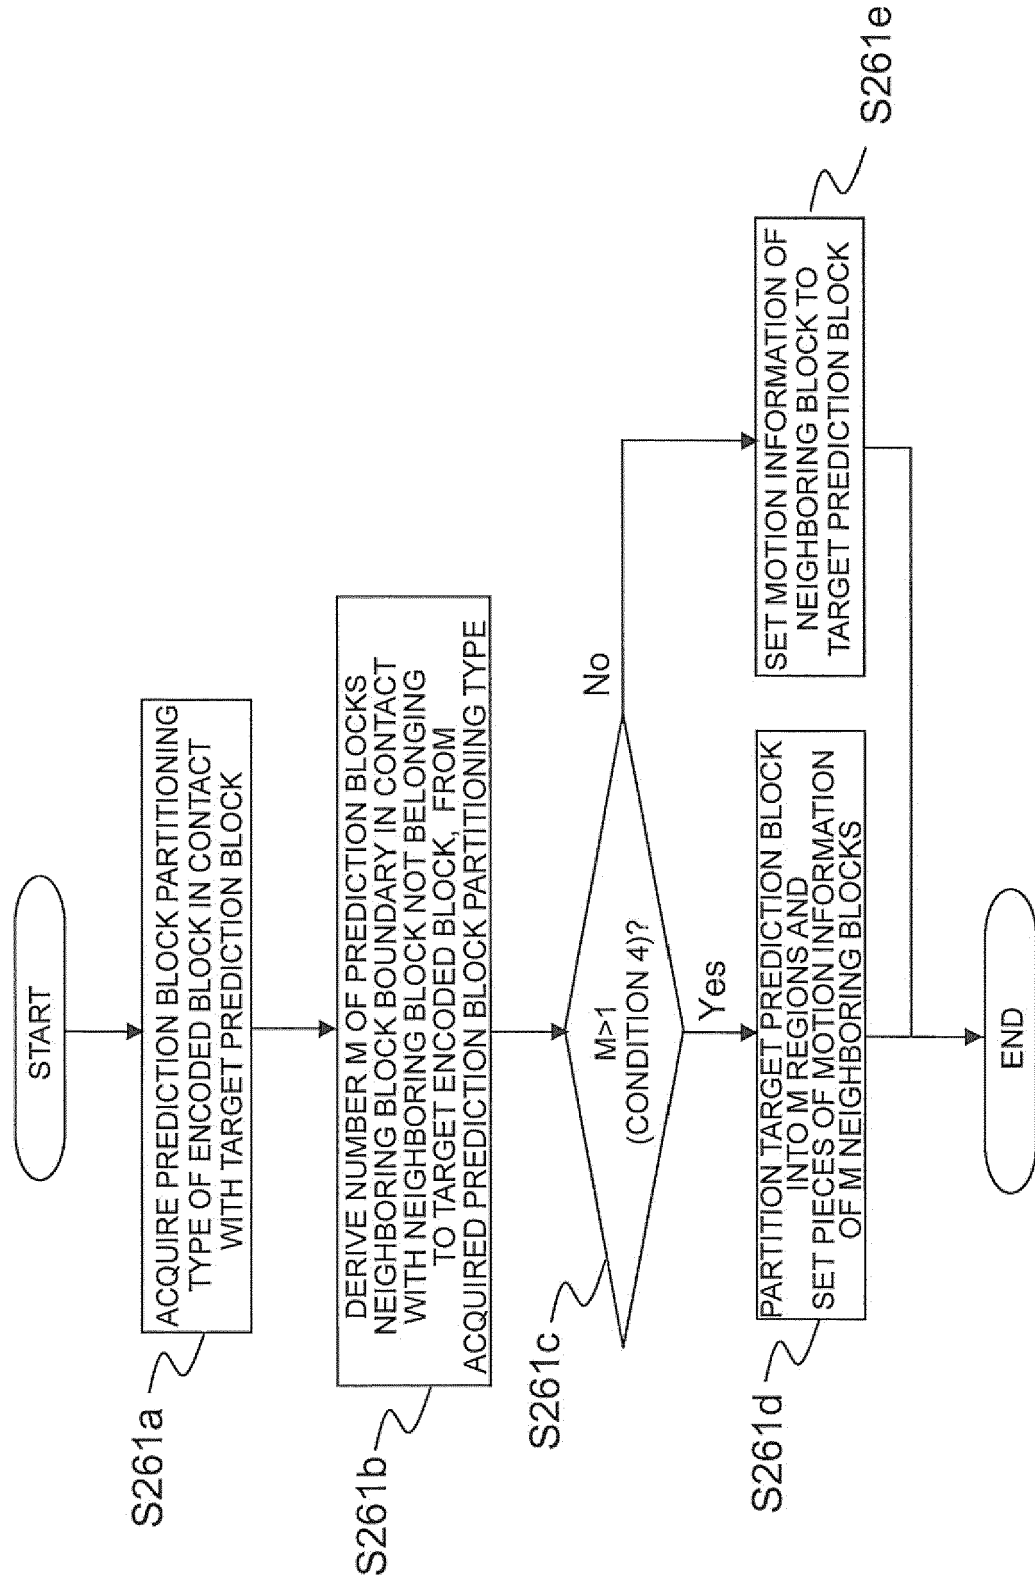 START
S261a
ACQUIRE PREDICTION BLOCK PARTITIONING
TYPE OF ENCODED BLOCK IN CONTACT
WITH TARGET PREDICTION BLOCK
S261b
DERIVE NUMBER M OF PREDICTION BLOCKS
NEIGHBORING BLOCK BOUNDARY IN CONTACT
WITH NEIGHBORING BLOCK NOT BELONGING
TO TARGET ENCODED BLOCK, FROM
ACQUIRED PREDICTION BLOCK PARTITIONING TYPE
S261c
M>1
(CONDITION 4)?
No
Yes
S261d
PARTITION TARGET PREDICTION BLOCK
INTO M REGIONS AND
SET PIECES OF MOTION INFORMATION
OF M NEIGHBORING BLOCKS
S261e
SET MOTION INFORMATION OF
NEIGHBORING BLOCK TO
TARGET PREDICTION BLOCK
END